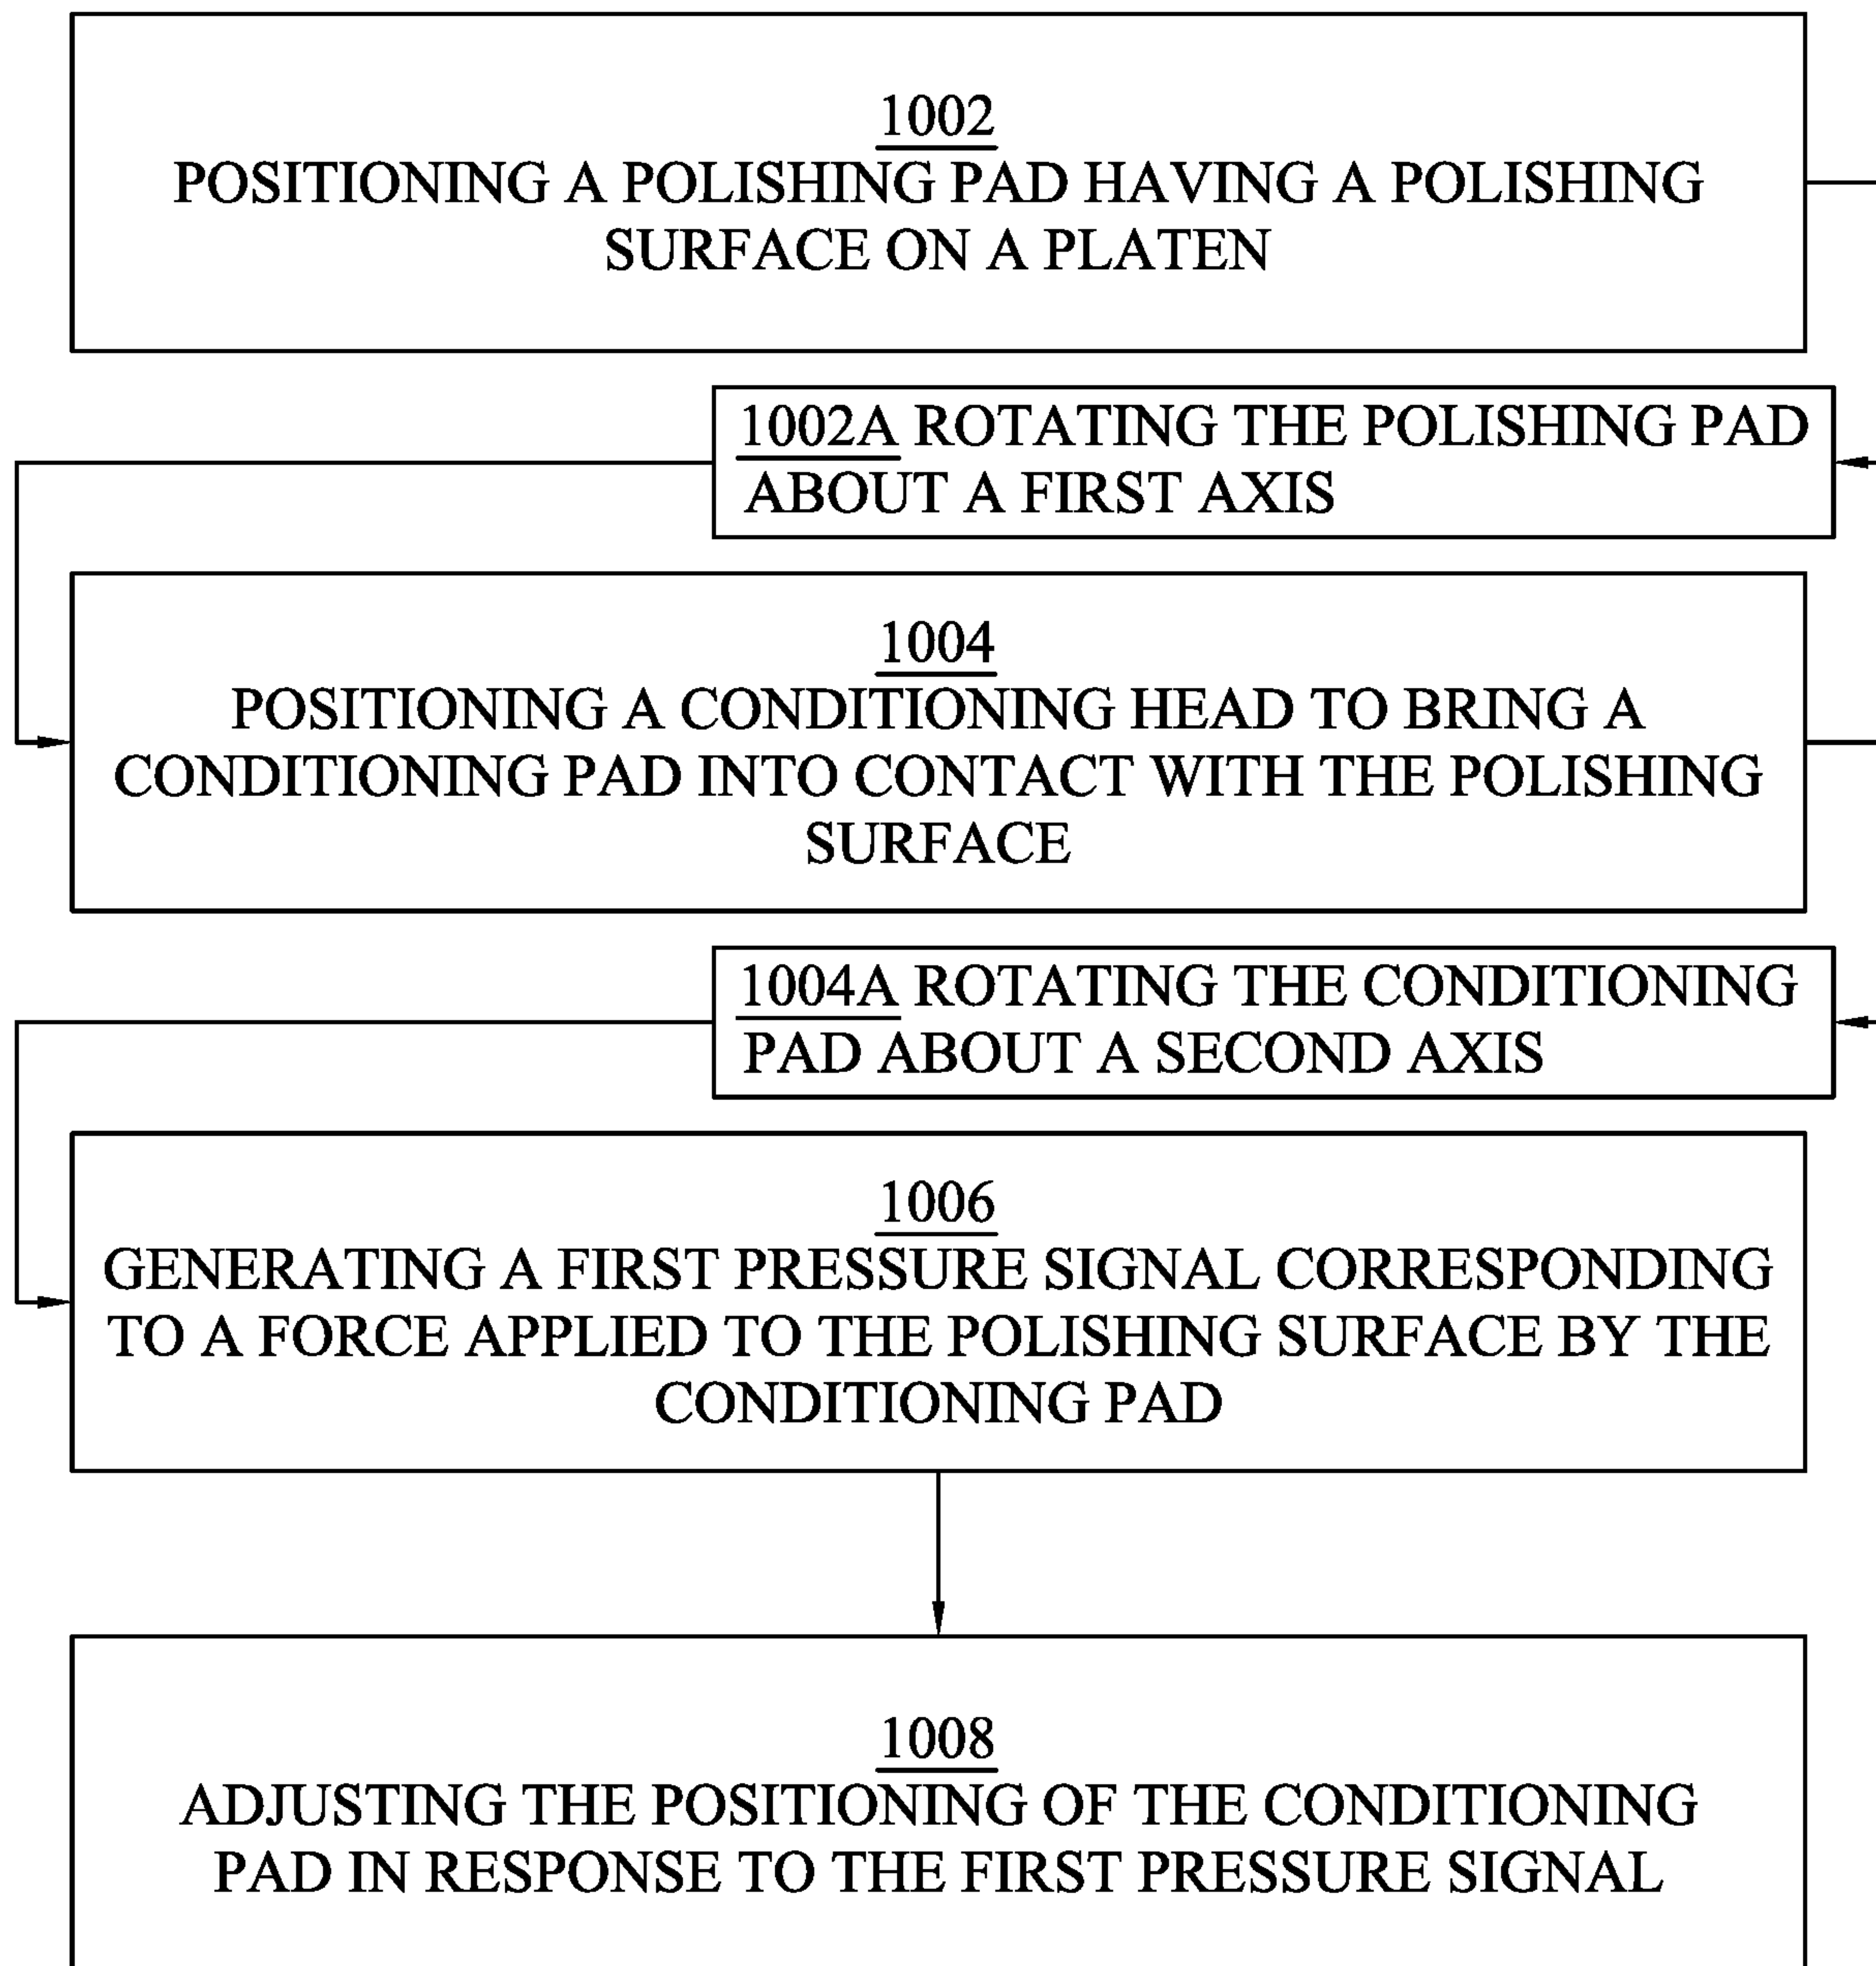 1002
POSITIONING A POLISHING PAD HAVING A POLISHING
SURFACE ON A PLATEN
1002A ROTATING THE POLISHING PAD
ABOUT A FIRST AXIS
1004
POSITIONING A CONDITIONING HEAD TO BRING A
CONDITIONING PAD INTO CONTACT WITH THE POLISHING
SURFACE
1004A ROTATING THE CONDITIONING
PAD ABOUT A SECOND AXIS
1006
GENERATING A FIRST PRESSURE SIGNAL CORRESPONDING
TO A FORCE APPLIED TO THE POLISHING SURFACE BY THE
CONDITIONING PAD
1008
ADJUSTING THE POSITIONING OF THE CONDITIONING
PAD IN RESPONSE TO THE FIRST PRESSURE SIGNAL